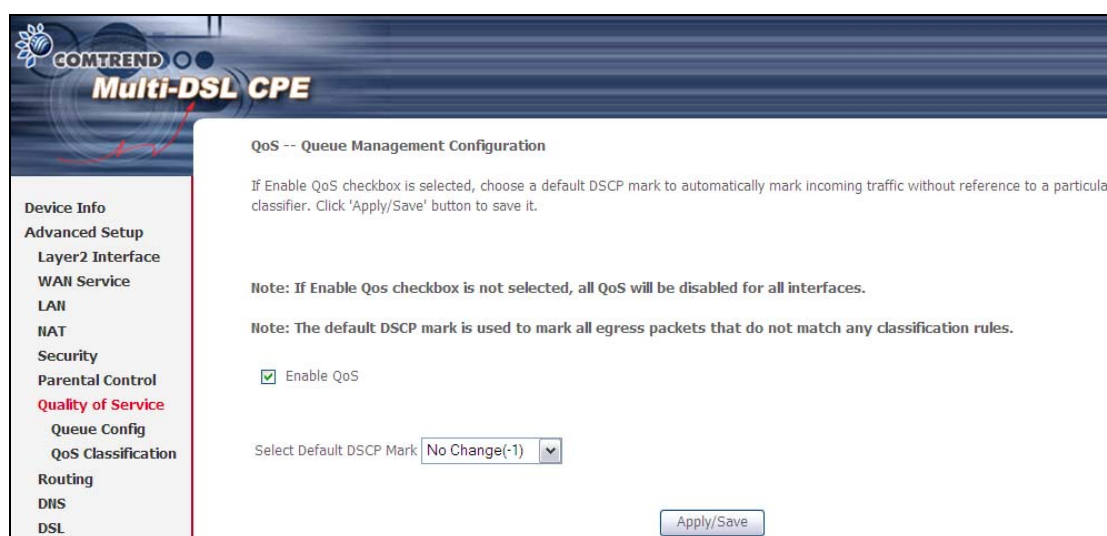 COMTREND
Multi-DSL CPE
Device Info
Advanced Setup
Layer2 Interface
WAN Service
LAN
NAT
Security
Parental Control
Quality of Service
Queue Config
QoS Classification
Routing
DNS
DSL
QoS -- Queue Management Configuration
If Enable QoS checkbox is selected, choose a default DSCP mark to automatically mark incoming traffic without reference to a particula
classifier. Click 'Apply/Save' button to save it.
Note: If Enable Qos checkbox is not selected, all QoS will be disabled for all interfaces.
Note: The default DSCP mark is used to mark all egress packets that do not match any classification rules.
Enable QoS
Select Default DSCP Mark No Change(-1)
Apply/Save